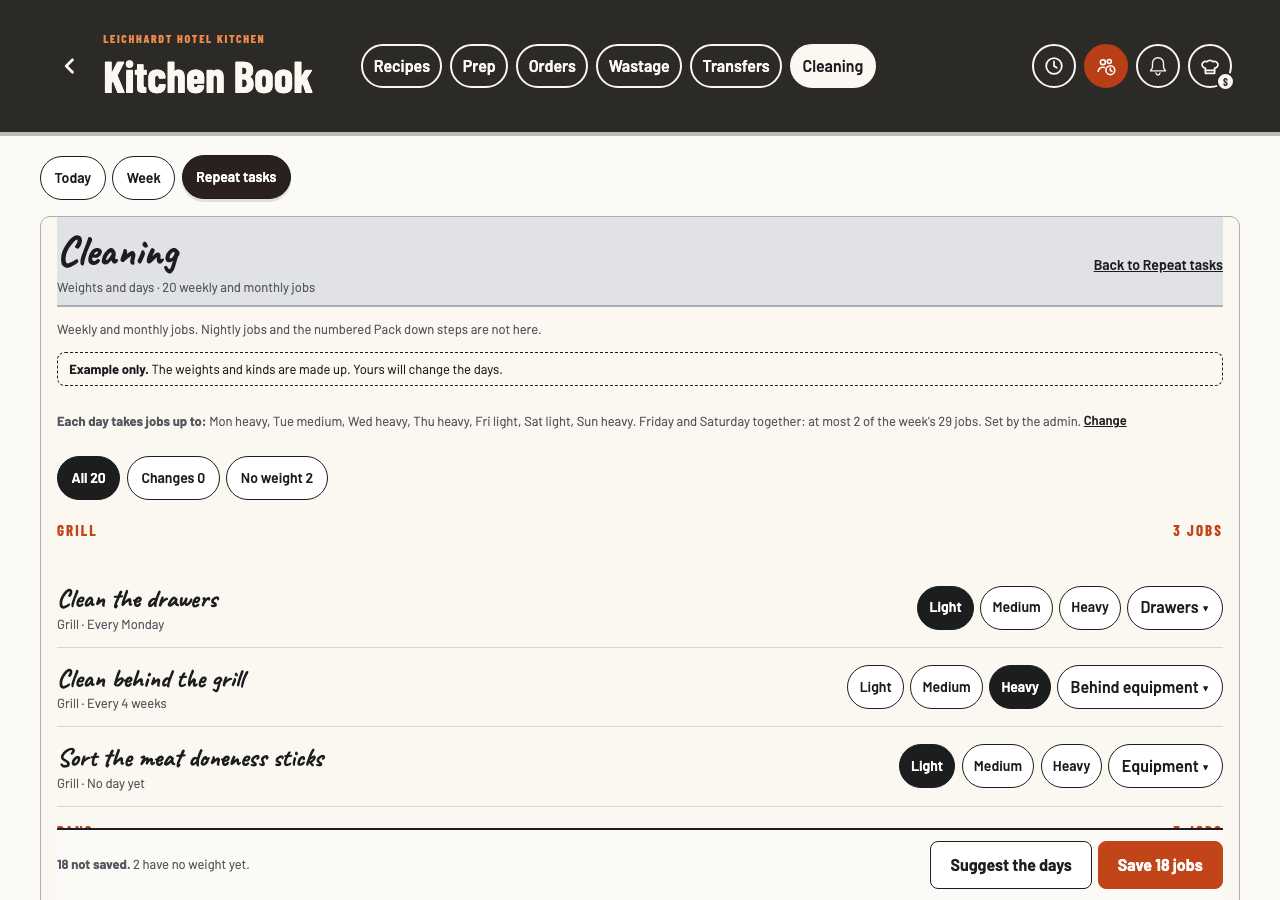 LEICHHARDT HOTEL KITCHEN
Kitchen Book
Recipes Prep Orders Wastage Transfers Cleaning
S
Today Week Repeat tasks
Cleaning
Back to Repeat tasks
Weights and days · 20 weekly and monthly jobs
Weekly and monthly jobs. Nightly jobs and the numbered Pack down steps are not here.
Example only. The weights and kinds are made up. Yours will change the days.
Each day takes jobs up to: Mon heavy, Tue medium, Wed heavy, Thu heavy, Fri light, Sat light, Sun heavy. Friday and Saturday together: at most 2 of the week's 29 jobs. Set by the admin. Change
All 20 Changes 0 No weight 2
GRILL 3 JOBS
Clean the drawers
Light Medium Heavy Drawers ▾
Grill · Every Monday
Clean behind the grill
Light Medium Heavy Behind equipment ▾
Grill · Every 4 weeks
Sort the meat doneness sticks
Light Medium Heavy Equipment ▾
Grill · No day yet
18 not saved. 2 have no weight yet.
Suggest the days Save 18 jobs